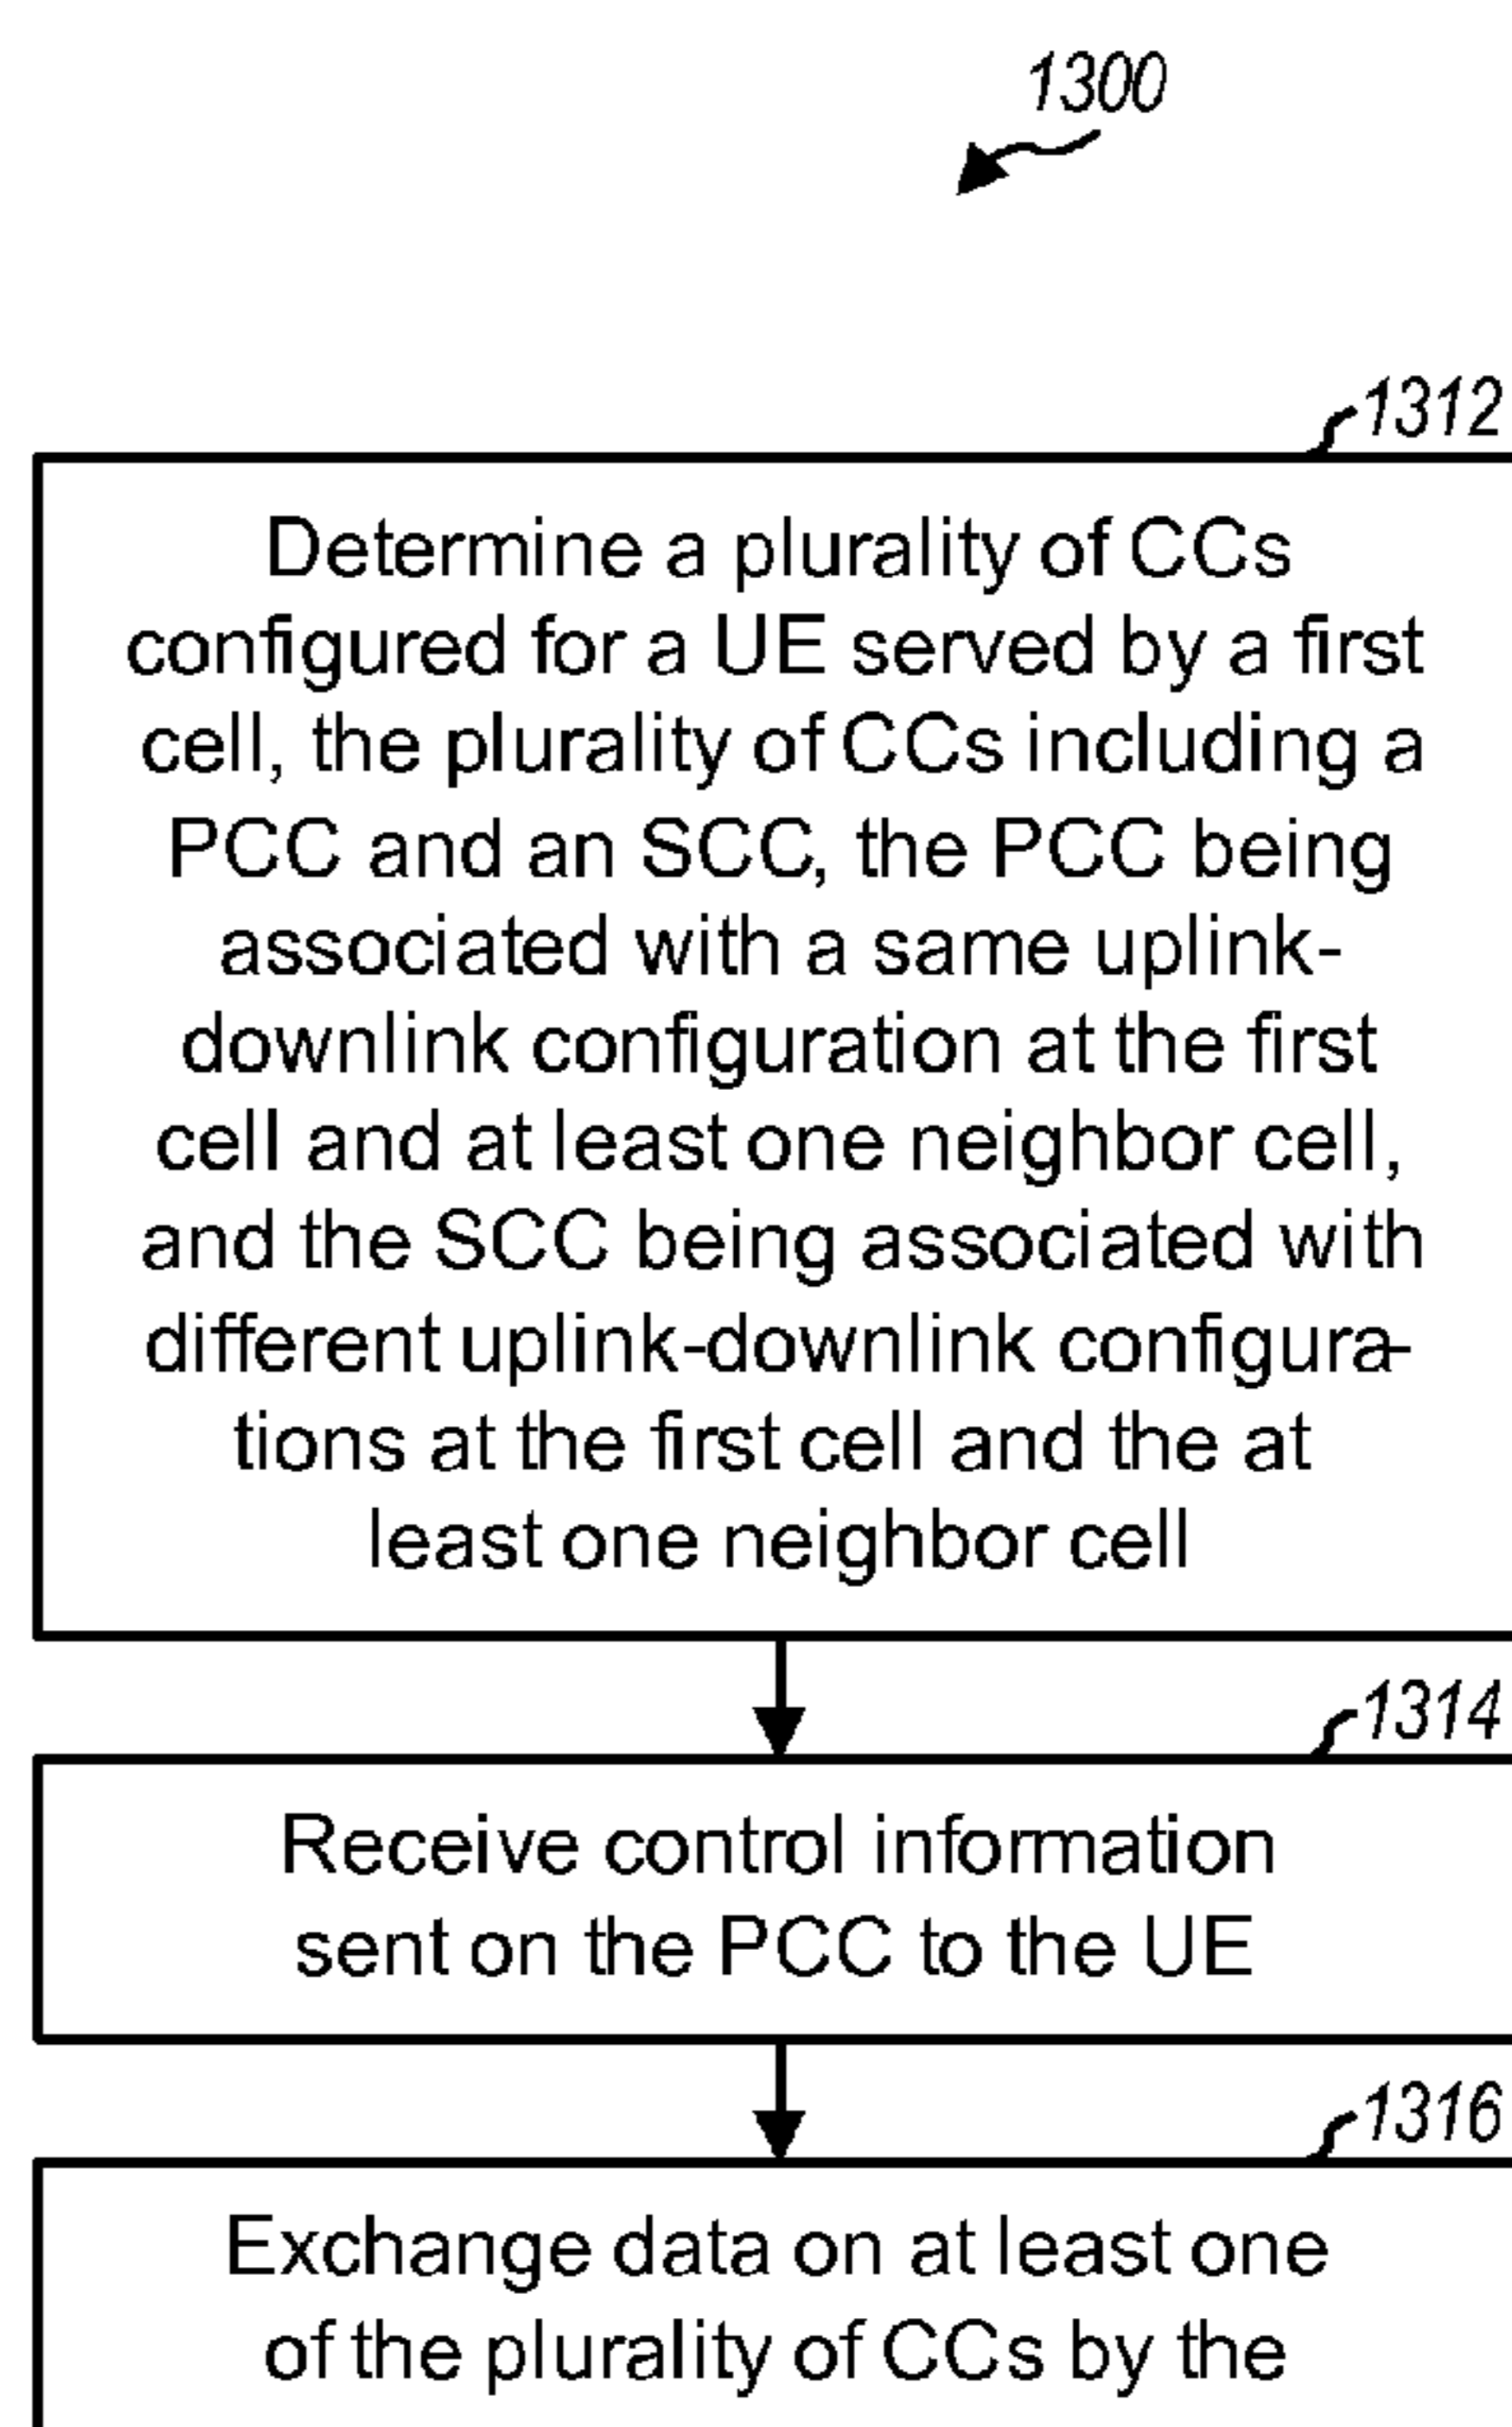 1300
1312
Determine a plurality of CCs
configured for a UE served by a first
cell, the plurality of CCs including a
PCC and an SCC, the PCC being
associated with a same uplink-
downlink configuration at the first
cell and at least one neighbor cell,
and the SCC being associated with
different uplink-downlink configura-
tions at the first cell and the at
least one neighbor cell
1314
Receive control information
sent on the PCC to the UE
1316
Exchange data on at least one
of the plurality of CCs by the